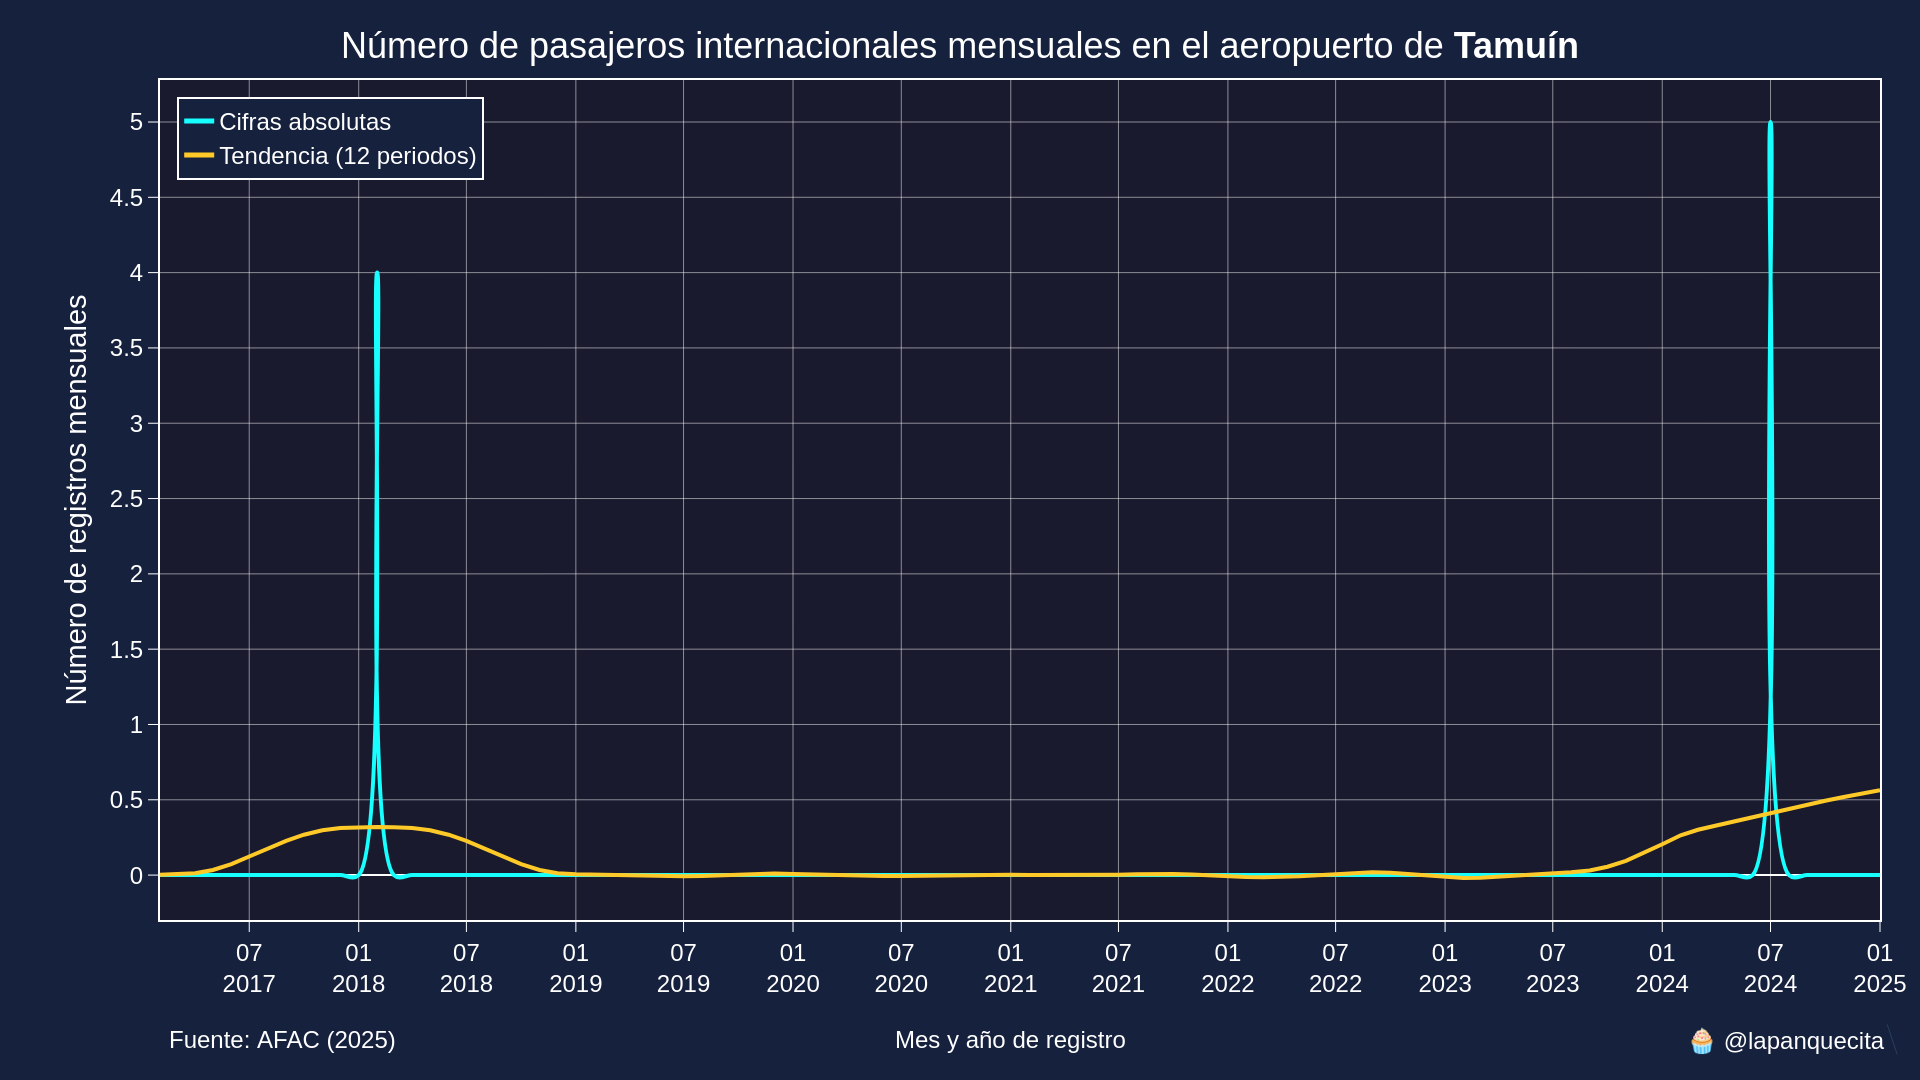 Número de pasajeros internacionales mensuales en el aeropuerto de Tamuín
Cifras absolutas
Tendencia (12 periodos)
Número de registros mensuales
5
4.5
4
3.5
3
2.5
2
1.5
1
0.5
0
07 01 07 01 07 01 07 01 07 01 07 01 07 01 07 01
2017 2018 2018 2019 2019 2020 2020 2021 2021 2022 2022 2023 2023 2024 2024 2025
Fuente: AFAC (2025)
Mes y año de registro
🧁 @lapanquecita